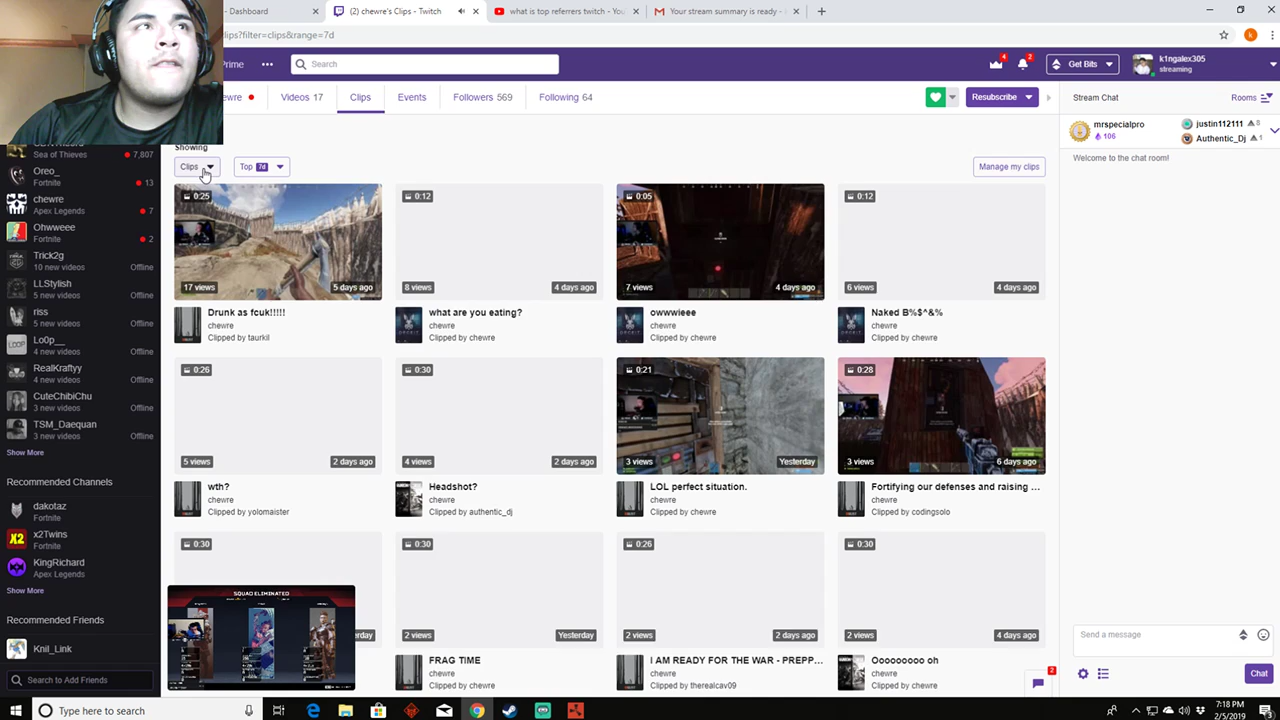 - Dashboard
(2) chewre's Clips - Twitch
what is top referrers twitch - You
Your stream summary is ready -
lips?filter=clips&range=7d
Prime
Search
4
2
Get Bits
k1ngalex305
streaming
Videos 17
Clips
Events
Followers 569
Following 64
Resubscribe
Stream Chat
Rooms
mrspecialpro
106
justin112111 8
Authentic_Dj 1
Welcome to the chat room!
Showing
Clips
Top 7d
Manage my clips
Sea of Thieves
7,807
Oreo_
Fortnite
13
chewre
Apex Legends
7
Ohwweee
Fortnite
2
Trick2g
10 new videos
Offline
LLStylish
5 new videos
Offline
riss
5 new videos
Offline
Lo0p__
4 new videos
Offline
RealKraftyy
4 new videos
Offline
CuteChibiChu
3 new videos
Offline
TSM_Daequan
3 new videos
Offline
Show More
Recommended Channels
dakotaz
Fortnite
x2Twins
Fortnite
KingRichard
Apex Legends
Show More
Recommended Friends
Knil_Link
Search to Add Friends
0:25
17 views
5 days ago
Drunk as fcuk!!!!!
chewre
Clipped by taurkil
0:12
8 views
4 days ago
what are you eating?
chewre
Clipped by chewre
0:05
7 views
4 days ago
owwwieee
chewre
Clipped by chewre
0:12
6 views
4 days ago
Naked B%$^&%
chewre
Clipped by chewre
0:26
5 views
2 days ago
wth?
chewre
Clipped by yolomaister
0:30
4 views
2 days ago
Headshot?
chewre
Clipped by authentic_dj
0:21
3 views
Yesterday
LOL perfect situation.
chewre
Clipped by chewre
0:28
3 views
6 days ago
Fortifying our defenses and raising ...
chewre
Clipped by codingsolo
0:30
SQUAD ELIMINATED
0:30
2 views
Yesterday
FRAG TIME
Clipped by chewre
0:26
2 views
2 days ago
I AM READY FOR THE WAR - PREPP...
Clipped by therealcav09
0:30
2 views
4 days ago
Ooooooooo oh
Clipped by chewre
Send a message
Chat
2
Type here to search
7:18 PM
2/5/2019